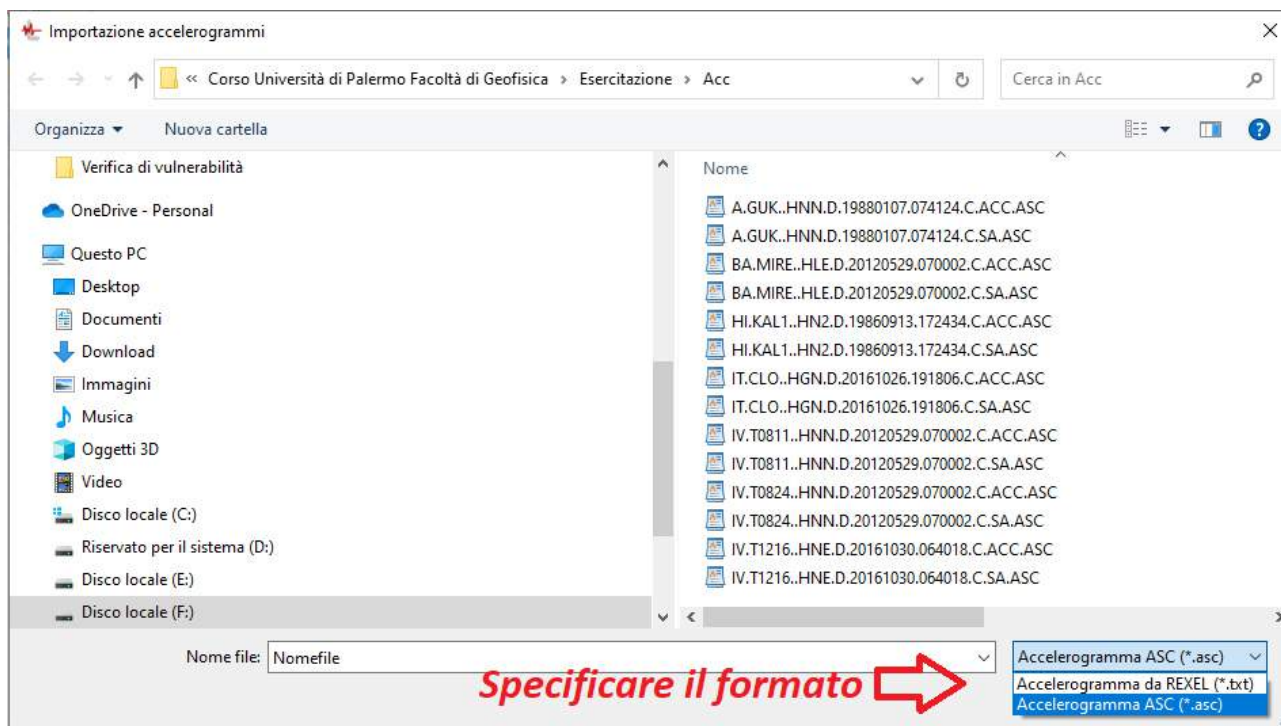 Importazione accelerogrammi
« Corso Università di Palermo Facoltà di Geofisica › Esercitazione › Acc
Cerca in Acc
Organizza
Nuova cartella
Verifica di vulnerabilità
OneDrive - Personal
Questo PC
Desktop
Documenti
Download
Immagini
Musica
Oggetti 3D
Video
Disco locale (C:)
Riservato per il sistema (D:)
Disco locale (E:)
Disco locale (F:)
Nome
A.GUK..HNN.D.19880107.074124.C.ACC.ASC
A.GUK..HNN.D.19880107.074124.C.SA.ASC
BA.MIRE..HLE.D.20120529.070002.C.ACC.ASC
BA.MIRE..HLE.D.20120529.070002.C.SA.ASC
HI.KAL1..HN2.D.19860913.172434.C.ACC.ASC
HI.KAL1..HN2.D.19860913.172434.C.SA.ASC
IT.CLO..HGN.D.20161026.191806.C.ACC.ASC
IT.CLO..HGN.D.20161026.191806.C.SA.ASC
IV.T0811..HNN.D.20120529.070002.C.ACC.ASC
IV.T0811..HNN.D.20120529.070002.C.SA.ASC
IV.T0824..HNN.D.20120529.070002.C.ACC.ASC
IV.T0824..HNN.D.20120529.070002.C.SA.ASC
IV.T1216..HNE.D.20161030.064018.C.ACC.ASC
IV.T1216..HNE.D.20161030.064018.C.SA.ASC
Nome file: Nomefile
Accelerogramma ASC (*.asc)
Specificare il formato
Accelerogramma da REXEL (*.txt)
Accelerogramma ASC (*.asc)